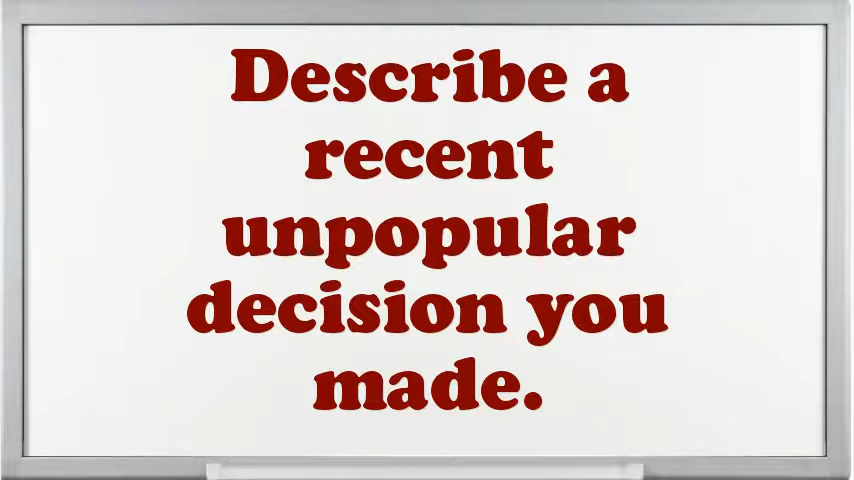 Describe a
recent
unpopular
decision you
made.